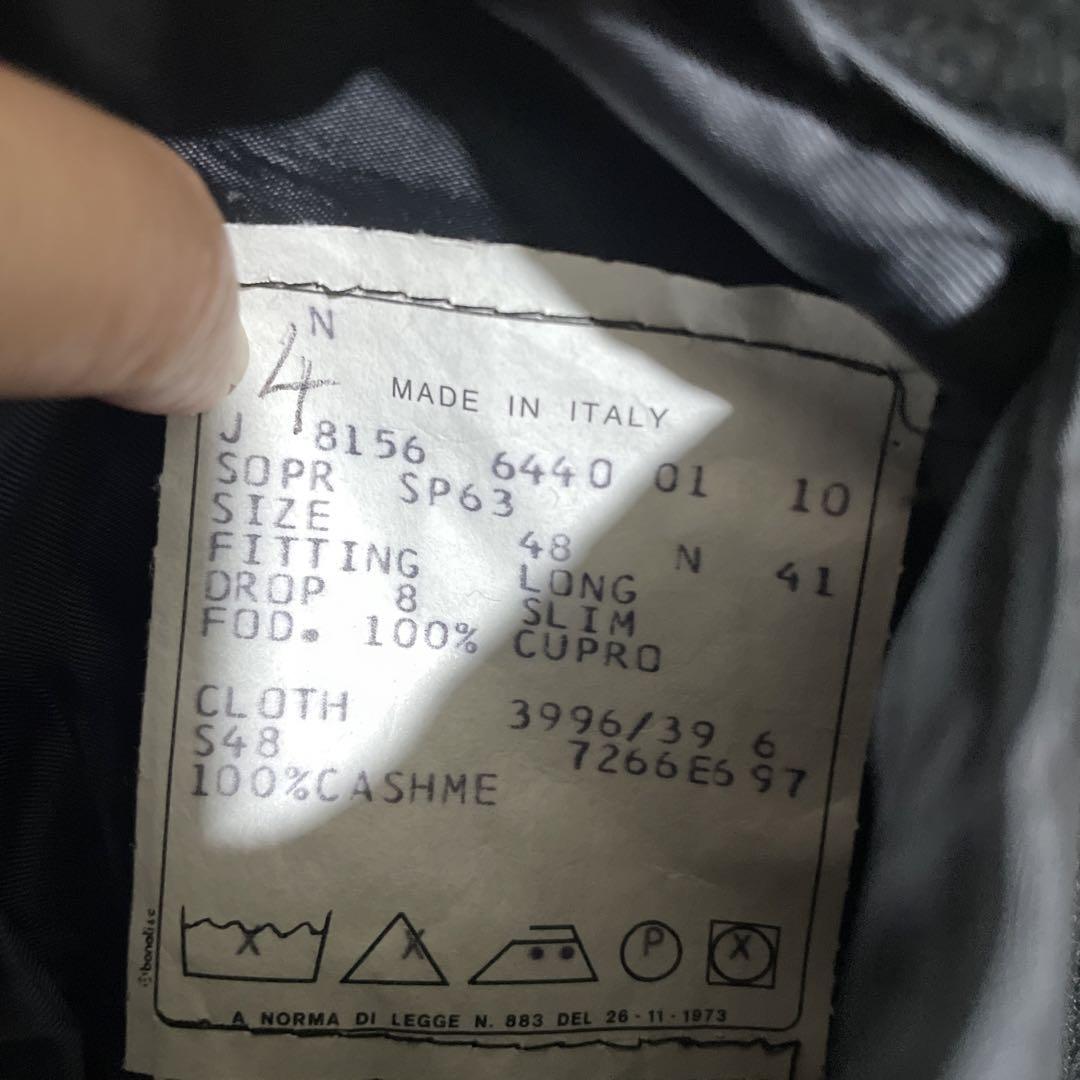 N
4
MADE IN ITALY
J 8156 6440 01 10
SOPR SP63
SIZE 48 N 41
FITTING LONG
DROP 8 SLIM
FOD. 100% CUPRO
CLOTH 3996/39 6
S48 7266E6 97
100%CASHME
X X P X
A NORMA DI LEGGE N. 883 DEL 26-11-1973